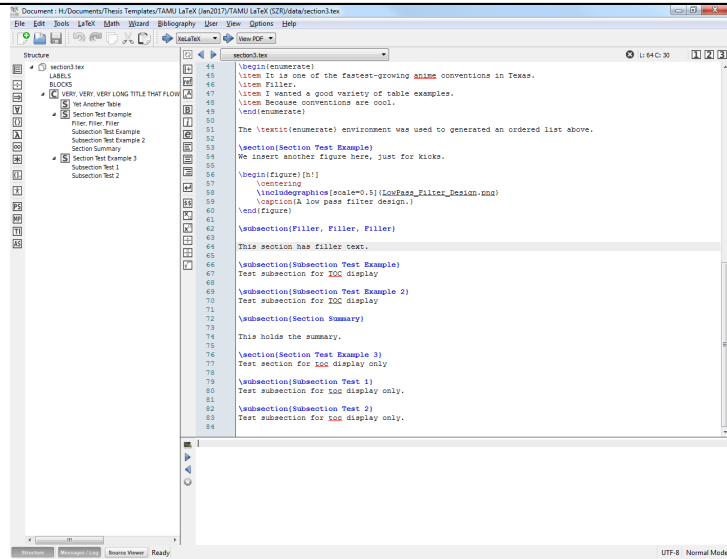 Document : H:/Documents/Thesis Templates/TAMU LaTeX (Jan2017)/TAMU LaTeX (SZR)/data/section3.tex
File Edit Tools LaTeX Math Wizard Bibliography User View Options Help
XeLaTeX View PDF
Structure
section3.tex
L: 64 C: 30
1 2 3
section3.tex
LABELS
BLOCKS
VERY, VERY, VERY LONG TITLE THAT FLOW
Yet Another Table
Section Test Example
Filler, Filler, Filler
Subsection Test Example
Subsection Test Example 2
Section Summary
Section Test Example 3
Subsection Test 1
Subsection Test 2
44 \begin{enumerate}
45 \item It is one of the fastest-growing anime conventions in Texas.
46 \item Filler.
47 \item I wanted a good variety of table examples.
48 \item Because conventions are cool.
49 \end{enumerate}
50
51 The \textit{enumerate} environment was used to generated an ordered list above.
52
53 \section{Section Test Example}
54 We insert another figure here, just for kicks.
55
56 \begin{figure}[h!]
57 \centering
58 \includegraphics[scale=0.5]{LowPass_Filter_Design.png}
59 \caption{A low pass filter design.}
60 \end{figure}
61
62 \subsection{Filler, Filler, Filler}
63
64 This section has filler text.
65
66 \subsection{Subsection Test Example}
67 Test subsection for TOC display
68
69 \subsection{Subsection Test Example 2}
70 Test subsection for TOC display
71
72 \subsection{Section Summary}
73
74 This holds the summary.
75
76 \section{Section Test Example 3}
77 Test section for toc display only
78
79 \subsection{Subsection Test 1}
80 Test subsection for toc display only.
81
82 \subsection{Subsection Test 2}
83 Test subsection for toc display only.
84
Structure Messages / Log Source Viewer Ready
UTF-8 Normal Mode